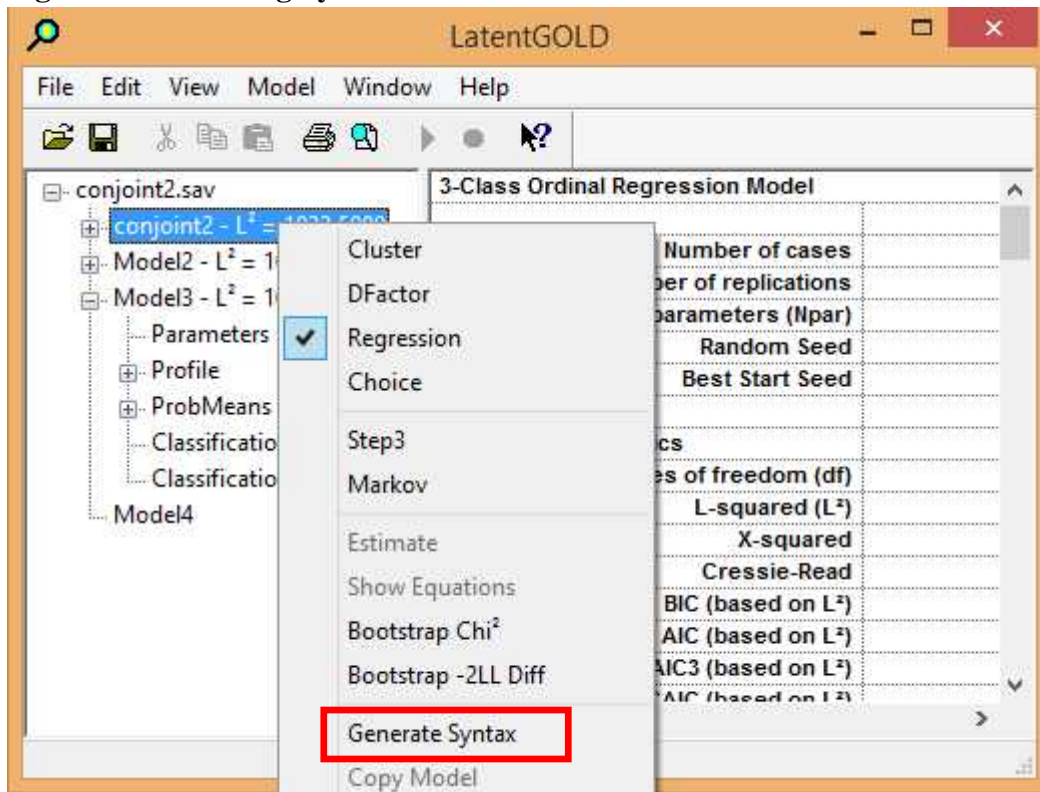 LatentGOLD
File Edit View Model Window Help
conjoint2.sav
conjoint2 - L² =
Model2 - L² = 1
Model3 - L² = 1
Parameters
Profile
ProbMeans
Classificatio
Classificatio
Model4
Cluster
DFactor
Regression
Choice
Step3
Markov
Estimate
Show Equations
Bootstrap Chi²
Bootstrap -2LL Diff
Generate Syntax
Copy Model
3-Class Ordinal Regression Model
Number of cases
ber of replications
parameters (Npar)
Random Seed
Best Start Seed
cs
es of freedom (df)
L-squared (L²)
X-squared
Cressie-Read
BIC (based on L²)
AIC (based on L²)
AIC3 (based on L²)